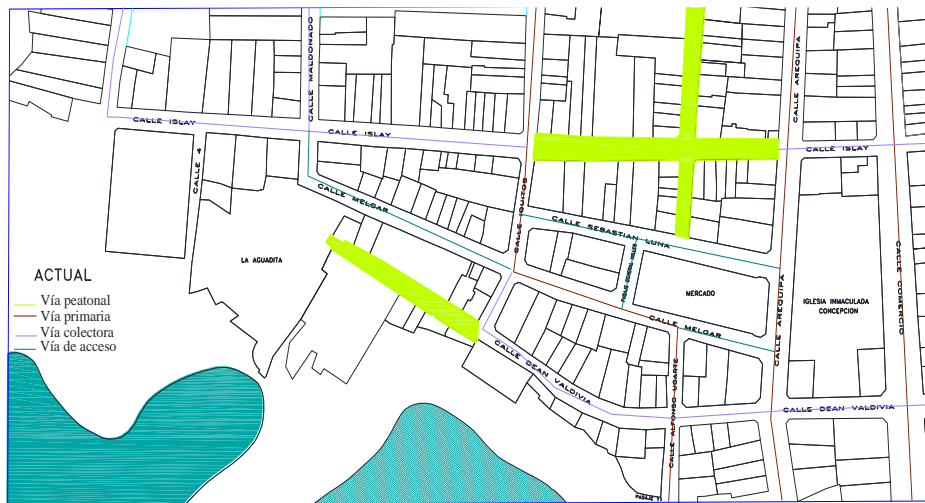 CALLE MALDONADO
CALLE AREQUIPA
CALLE ISLAY
CALLE ISLAY
CALLE ISLAY
CALLE 4
CALLE MELGAR
CALLE IQUITOS
CALLE SEBASTIAN LUNA
LA AGUADITA
MERCADO
CALLE AREQUIPA
IGLESIA INMACULADA
CONCEPCION
CALLE COMERCIO
CALLE MELGAR
CALLE DEAN VALDIVIA
CALLE ALFONSO UGARTE
CALLE DEAN VALDIVIA
ACTUAL
Vía peatonal
Vía primaria
Vía colectora
Vía de acceso